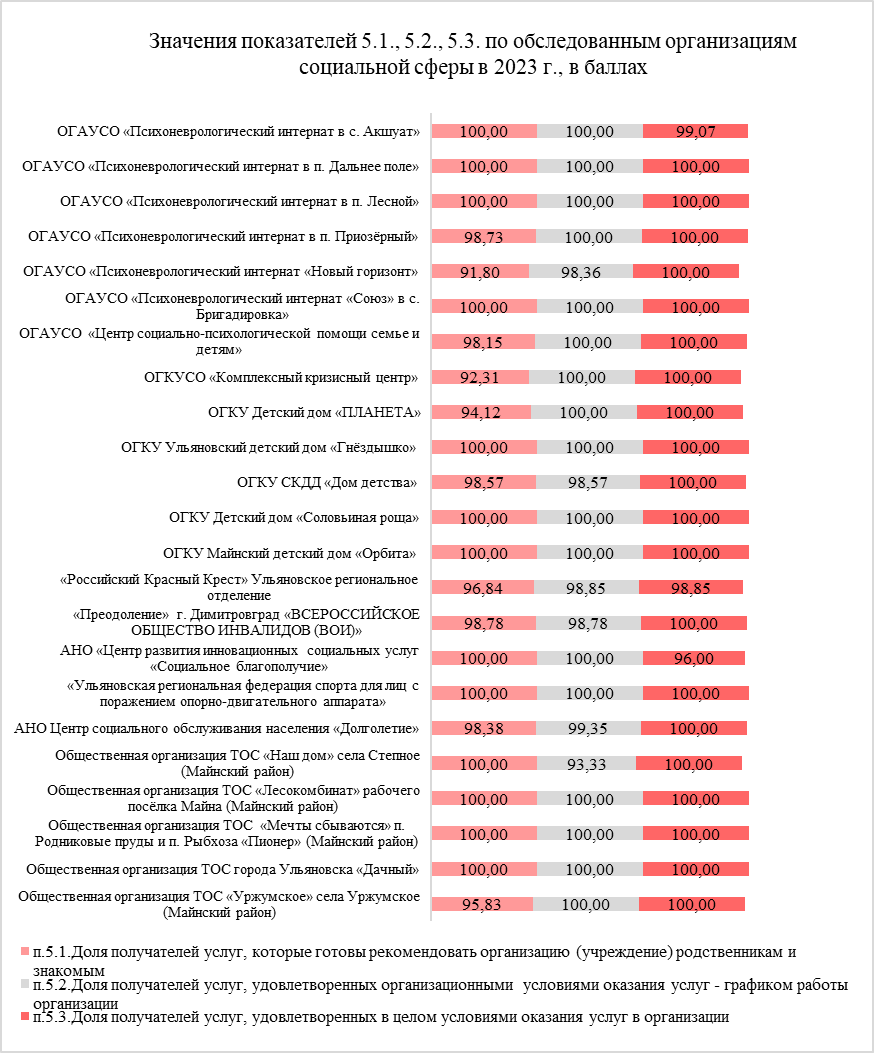 Значения показателей 5.1., 5.2., 5.3. по обследованным организациям
социальной сферы в 2023 г., в баллах
ОГАУСО «Психоневрологический интернат в с. Акшуат» 100,00 100,00 99,07
ОГАУСО «Психоневрологический интернат в п. Дальнее поле» 100,00 100,00 100,00
ОГАУСО «Психоневрологический интернат в п. Лесной» 100,00 100,00 100,00
ОГАУСО «Психоневрологический интернат в п. Приозёрный» 98,73 100,00 100,00
ОГАУСО «Психоневрологический интернат «Новый горизонт» 91,80 98,36 100,00
ОГАУСО «Психоневрологический интернат «Союз» в с.
Бригадировка» 100,00 100,00 100,00
ОГАУСО «Центр социально-психологической помощи семье и
детям» 98,15 100,00 100,00
ОГКУСО «Комплексный кризисный центр» 92,31 100,00 100,00
ОГКУ Детский дом «ПЛАНЕТА» 94,12 100,00 100,00
ОГКУ Ульяновский детский дом «Гнёздышко» 100,00 100,00 100,00
ОГКУ СКДД «Дом детства» 98,57 98,57 100,00
ОГКУ Детский дом «Соловьиная роща» 100,00 100,00 100,00
ОГКУ Майнский детский дом «Орбита» 100,00 100,00 100,00
«Российский Красный Крест» Ульяновское региональное
отделение 96,84 98,85 98,85
«Преодоление» г. Димитровград «ВСЕРОССИЙСКОЕ
ОБЩЕСТВО ИНВАЛИДОВ (ВОИ)» 98,78 98,78 100,00
АНО «Центр развития инновационных социальных услуг
«Социальное благополучие» 100,00 100,00 96,00
«Ульяновская региональная федерация спорта для лиц с
поражением опорно-двигательного аппарата» 100,00 100,00 100,00
АНО Центр социального обслуживания населения «Долголетие» 98,38 99,35 100,00
Общественная организация ТОС «Наш дом» села Степное
(Майнский район) 100,00 93,33 100,00
Общественная организация ТОС «Лесокомбинат» рабочего
посёлка Майна (Майнский район) 100,00 100,00 100,00
Общественная организация ТОС «Мечты сбываются» п.
Родниковые пруды и п. Рыбхоза «Пионер» (Майнский район) 100,00 100,00 100,00
Общественная организация ТОС города Ульяновска «Дачный» 100,00 100,00 100,00
Общественная организация ТОС «Уржумское» села Уржумское
(Майнский район) 95,83 100,00 100,00
п.5.1.Доля получателей услуг, которые готовы рекомендовать организацию (учреждение) родственникам и
знакомым
п.5.2.Доля получателей услуг, удовлетворенных организационными условиями оказания услуг - графиком работы
организации
п.5.3.Доля получателей услуг, удовлетворенных в целом условиями оказания услуг в организации